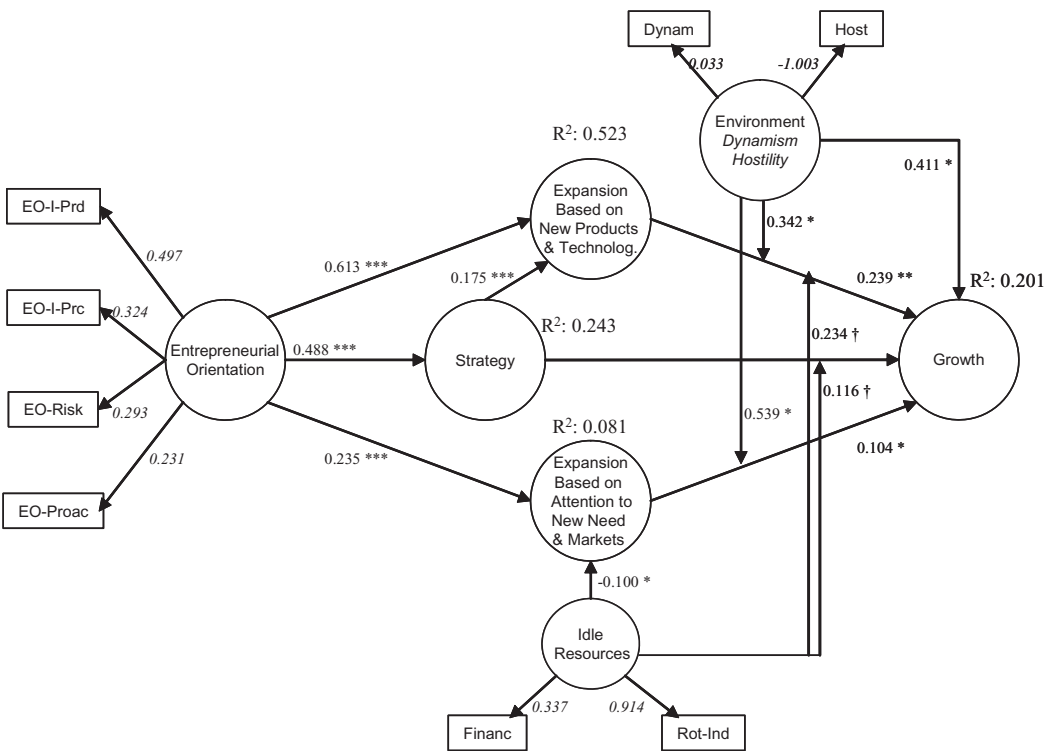 Dynam
Host
0.033
-1.003
Environment
Dynamism
Hostility
R²: 0.523
0.411 *
EO-I-Prd
Expansion
Based on
New Products
& Technolog.
0.342 *
0.497
0.613 ***
0.175 ***
0.239 **
R²: 0.201
EO-I-Prc
0.324
R²: 0.243
0.234 †
Entrepreneurial
Orientation
0.488 ***
Strategy
Growth
0.116 †
EO-Risk
0.293
0.539 *
R²: 0.081
0.231
0.235 ***
0.104 *
Expansion
Based on
Attention to
New Need
& Markets
EO-Proac
-0.100 *
Idle
Resources
0.337
0.914
Financ
Rot-Ind